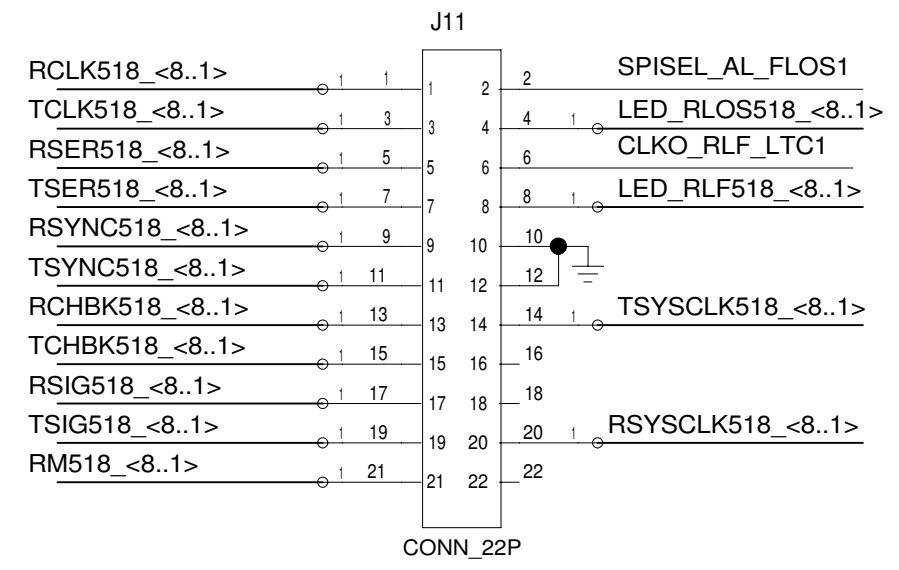 J11
RCLK518_<8..1> 1 1 1 2 2 SPISEL_AL_FLOS1
TCLK518_<8..1> 1 3 3 4 4 1 LED_RLOS518_<8..1>
RSER518_<8..1> 1 5 5 6 6 CLKO_RLF_LTC1
TSER518_<8..1> 1 7 7 8 8 1 LED_RLF518_<8..1>
RSYNC518_<8..1> 1 9 9 10 10
TSYNC518_<8..1> 1 11 11 12 12
RCHBK518_<8..1> 1 13 13 14 14 1 TSYSCLK518_<8..1>
TCHBK518_<8..1> 1 15 15 16 16
RSIG518_<8..1> 1 17 17 18 18
TSIG518_<8..1> 1 19 19 20 20 1 RSYSCLK518_<8..1>
RM518_<8..1> 1 21 21 22 22
CONN_22P